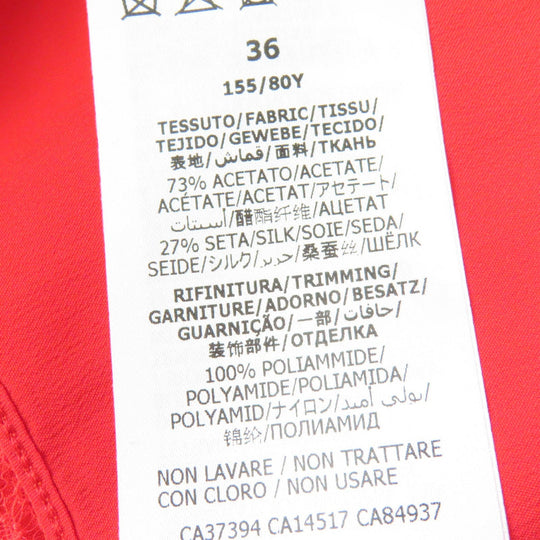 36
155/80Y
TESSUTO/FABRIC/TISSU/
TEJIDO/GEWEBE/TECIDO/
表地/قماش/面料/ТКАНЬ
73% ACETATO/ACETATE/
ACÉTATE/ACETAT/アセテート/
أستات/醋酯纤维/АЦЕТАТ
27% SETA/SILK/SOIE/SEDA/
SEIDE/シルク/حرير/桑蚕丝/ШЁЛК
RIFINITURA/TRIMMING/
GARNITURE/ADORNO/BESATZ/
GUARNIÇÃO/一部/حافات/
装饰部件/ОТДЕЛКА
100% POLIAMMIDE/
POLYAMIDE/POLIAMIDA/
POLYAMID/ナイロン/بولي أميد/
锦纶/ПОЛИАМИД
NON LAVARE / NON TRATTARE
CON CLORO / NON USARE
CA37394 CA14517 CA84937